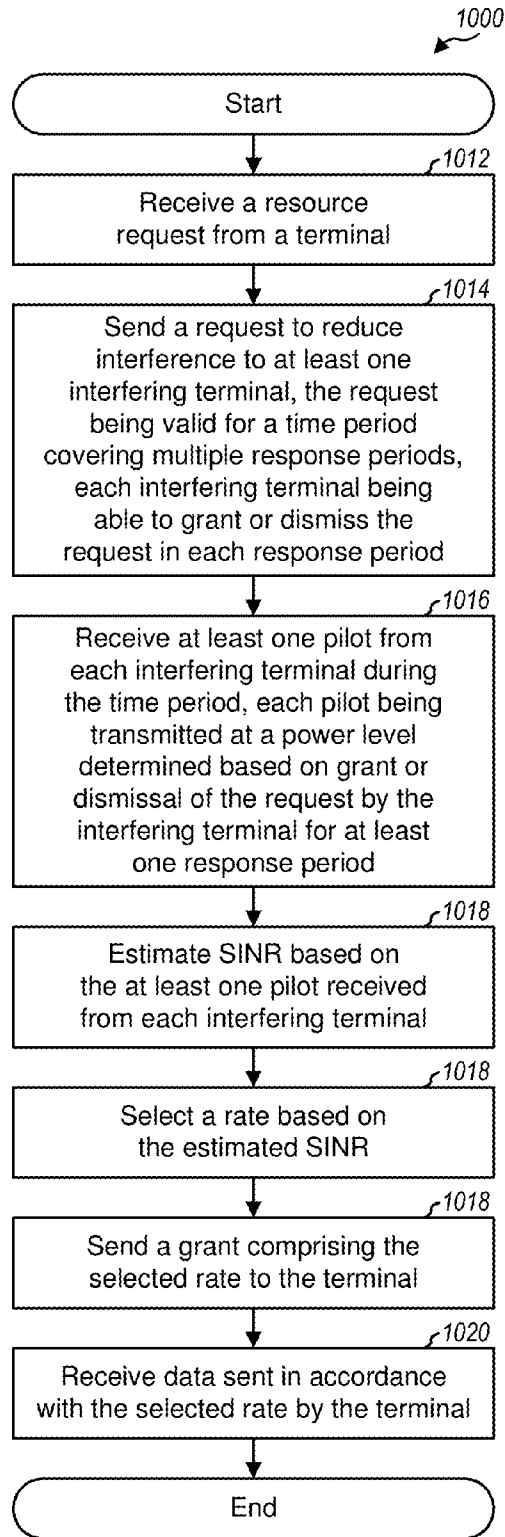 1000
Start
1012
Receive a resource
request from a terminal
1014
Send a request to reduce
interference to at least one
interfering terminal, the request
being valid for a time period
covering multiple response periods,
each interfering terminal being
able to grant or dismiss the
request in each response period
1016
Receive at least one pilot from
each interfering terminal during
the time period, each pilot being
transmitted at a power level
determined based on grant or
dismissal of the request by the
interfering terminal for at least
one response period
1018
Estimate SINR based on
the at least one pilot received
from each interfering terminal
1018
Select a rate based on
the estimated SINR
1018
Send a grant comprising the
selected rate to the terminal
1020
Receive data sent in accordance
with the selected rate by the terminal
End